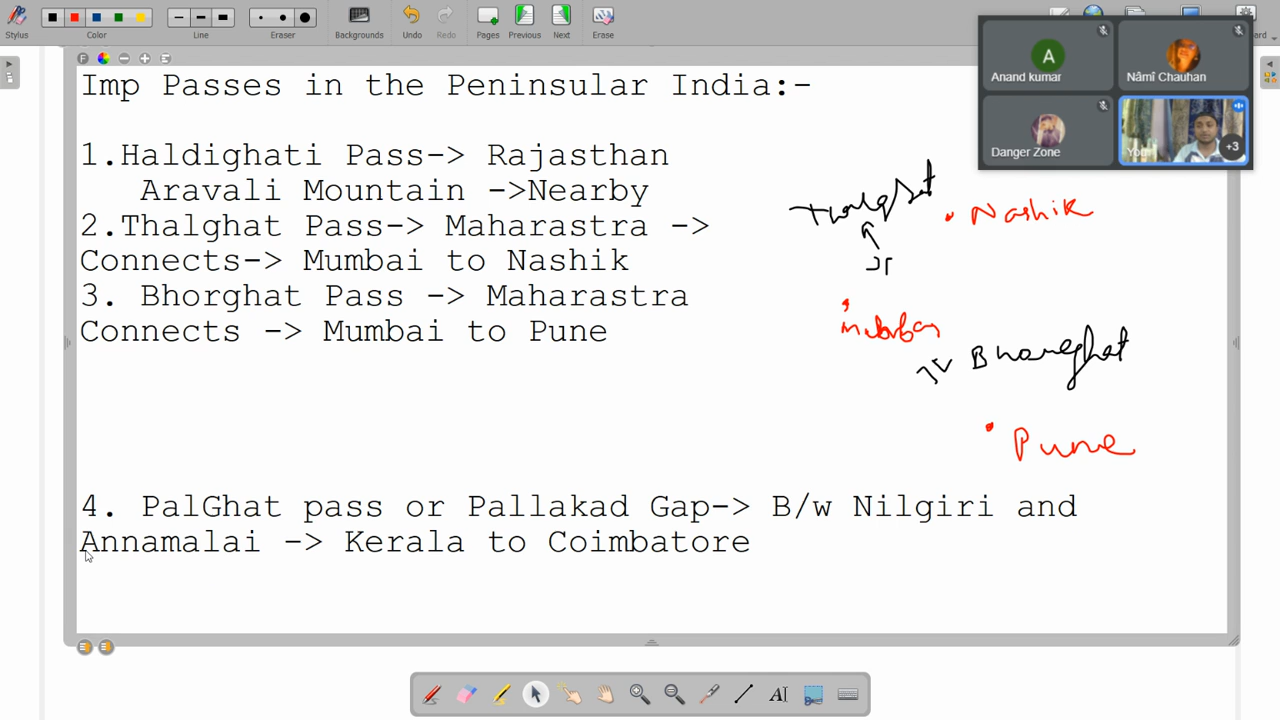 Stylus
Color
Line
Eraser
Backgrounds
Undo
Redo
Pages
Previous
Next
Erase
Imp Passes in the Peninsular India:-
1.Haldighati Pass-> Rajasthan
Aravali Mountain ->Nearby
2.Thalghat Pass-> Maharastra ->
Connects-> Mumbai to Nashik
3. Bhorghat Pass -> Maharastra
Connects -> Mumbai to Pune
4. PalGhat pass or Pallakad Gap-> B/w Nilgiri and
Annamalai -> Kerala to Coimbatore
Thalghat
Nashik
Bhoreghat
Pune
A
Anand kumar
Nâmî Chauhan
Danger Zone
You
+3